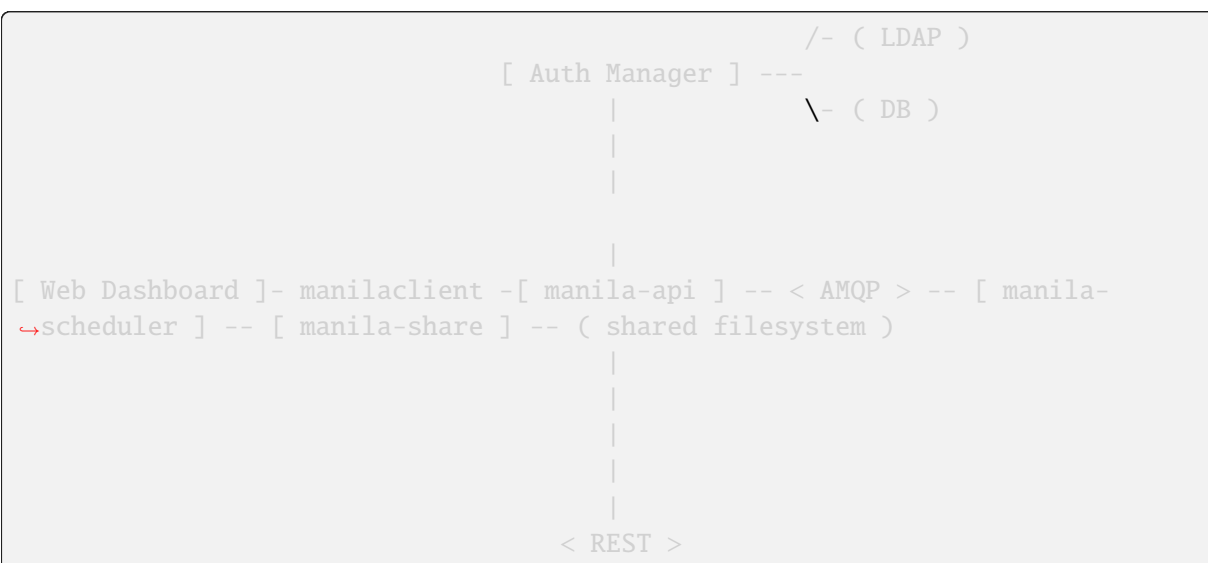 /- ( LDAP )
[ Auth Manager ] ---
| \- ( DB )
|
|
|
[ Web Dashboard ]- manilaclient -[ manila-api ] -- < AMQP > -- [ manila-
↪scheduler ] -- [ manila-share ] -- ( shared filesystem )
|
|
|
|
|
< REST >